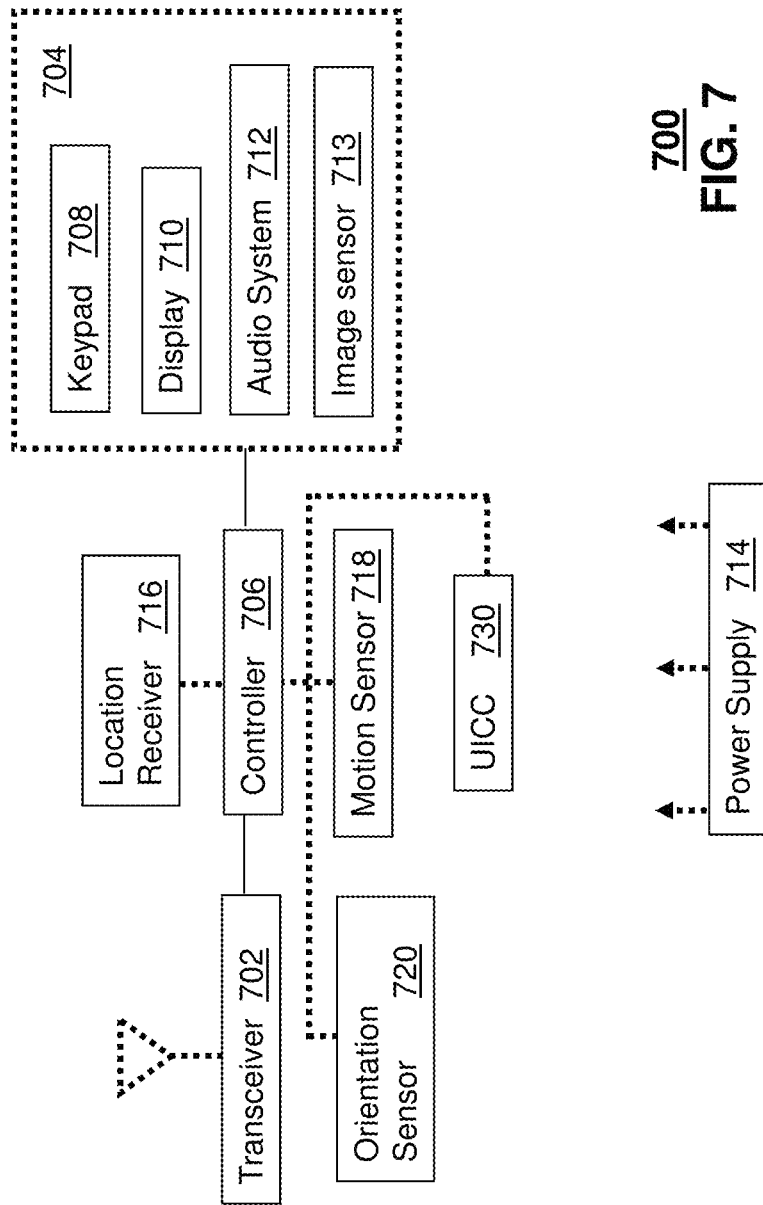 704
Keypad 708
Display 710
Audio System 712
Image sensor 713
Location
Receiver 716
Transceiver 702
Controller 706
Orientation
Sensor 720
Motion Sensor 718
UICC 730
Power Supply 714
700
FIG. 7